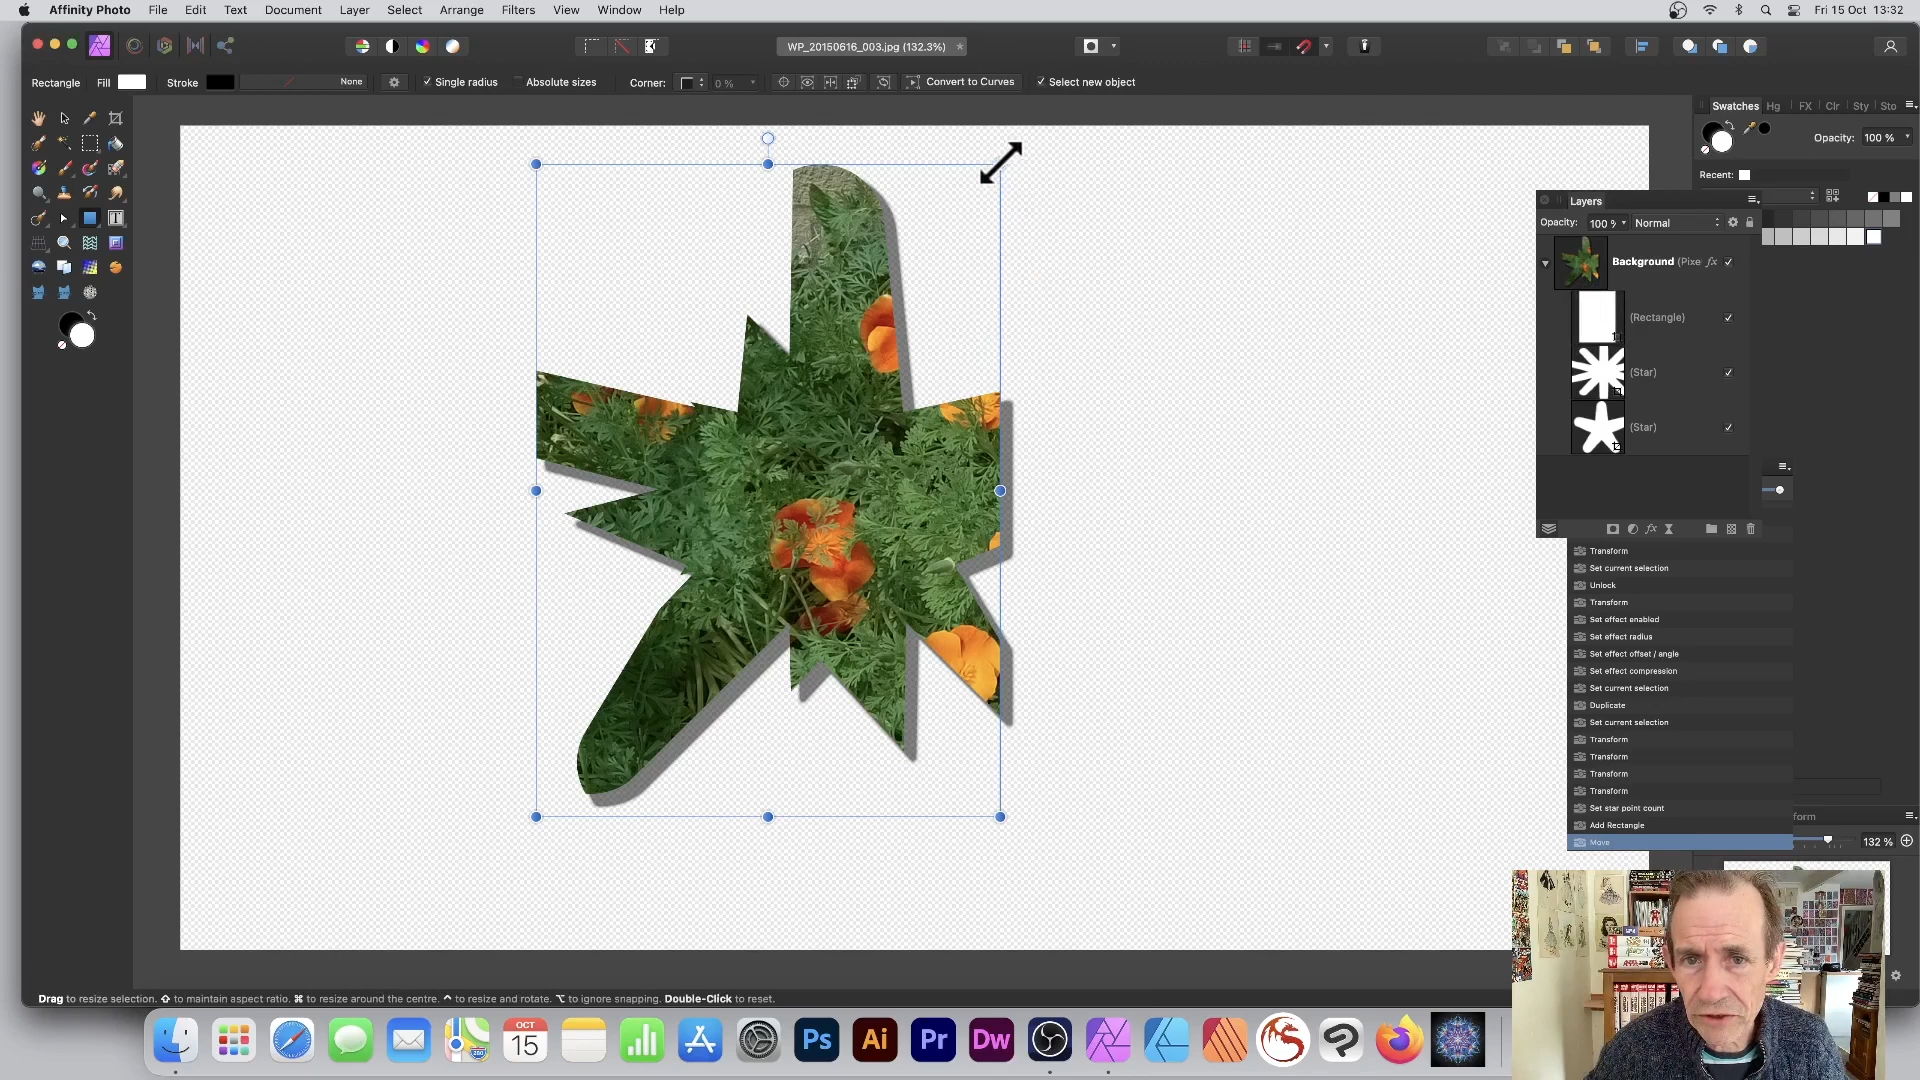 Affinity Photo File Edit Text Document Layer Select Arrange Filters View Window Help Fri 15 Oct 13:32
WP_20150616_003.jpg (132.3%)
Rectangle Fill Stroke None Single radius Absolute sizes Corner: 0 % Convert to Curves Select new object
Swatches Hg FX Clr Sty Sto
Opacity: 100 %
Recent:
Layers
Opacity: 100 % Normal
Background (Pixe fx
(Rectangle)
(Star)
(Star)
Transform
Set current selection
Unlock
Transform
Set effect enabled
Set effect radius
Set effect offset / angle
Set effect compression
Set current selection
Duplicate
Set current selection
Transform
Transform
Transform
Transform
Set star point count
Add Rectangle
Move
form
132 %
Drag to resize selection. ⇧ to maintain aspect ratio. ⌘ to resize around the centre. ⌃ to resize and rotate. ⌥ to ignore snapping. Double-Click to reset.
OCT
15
280
Ps Ai Pr Dw